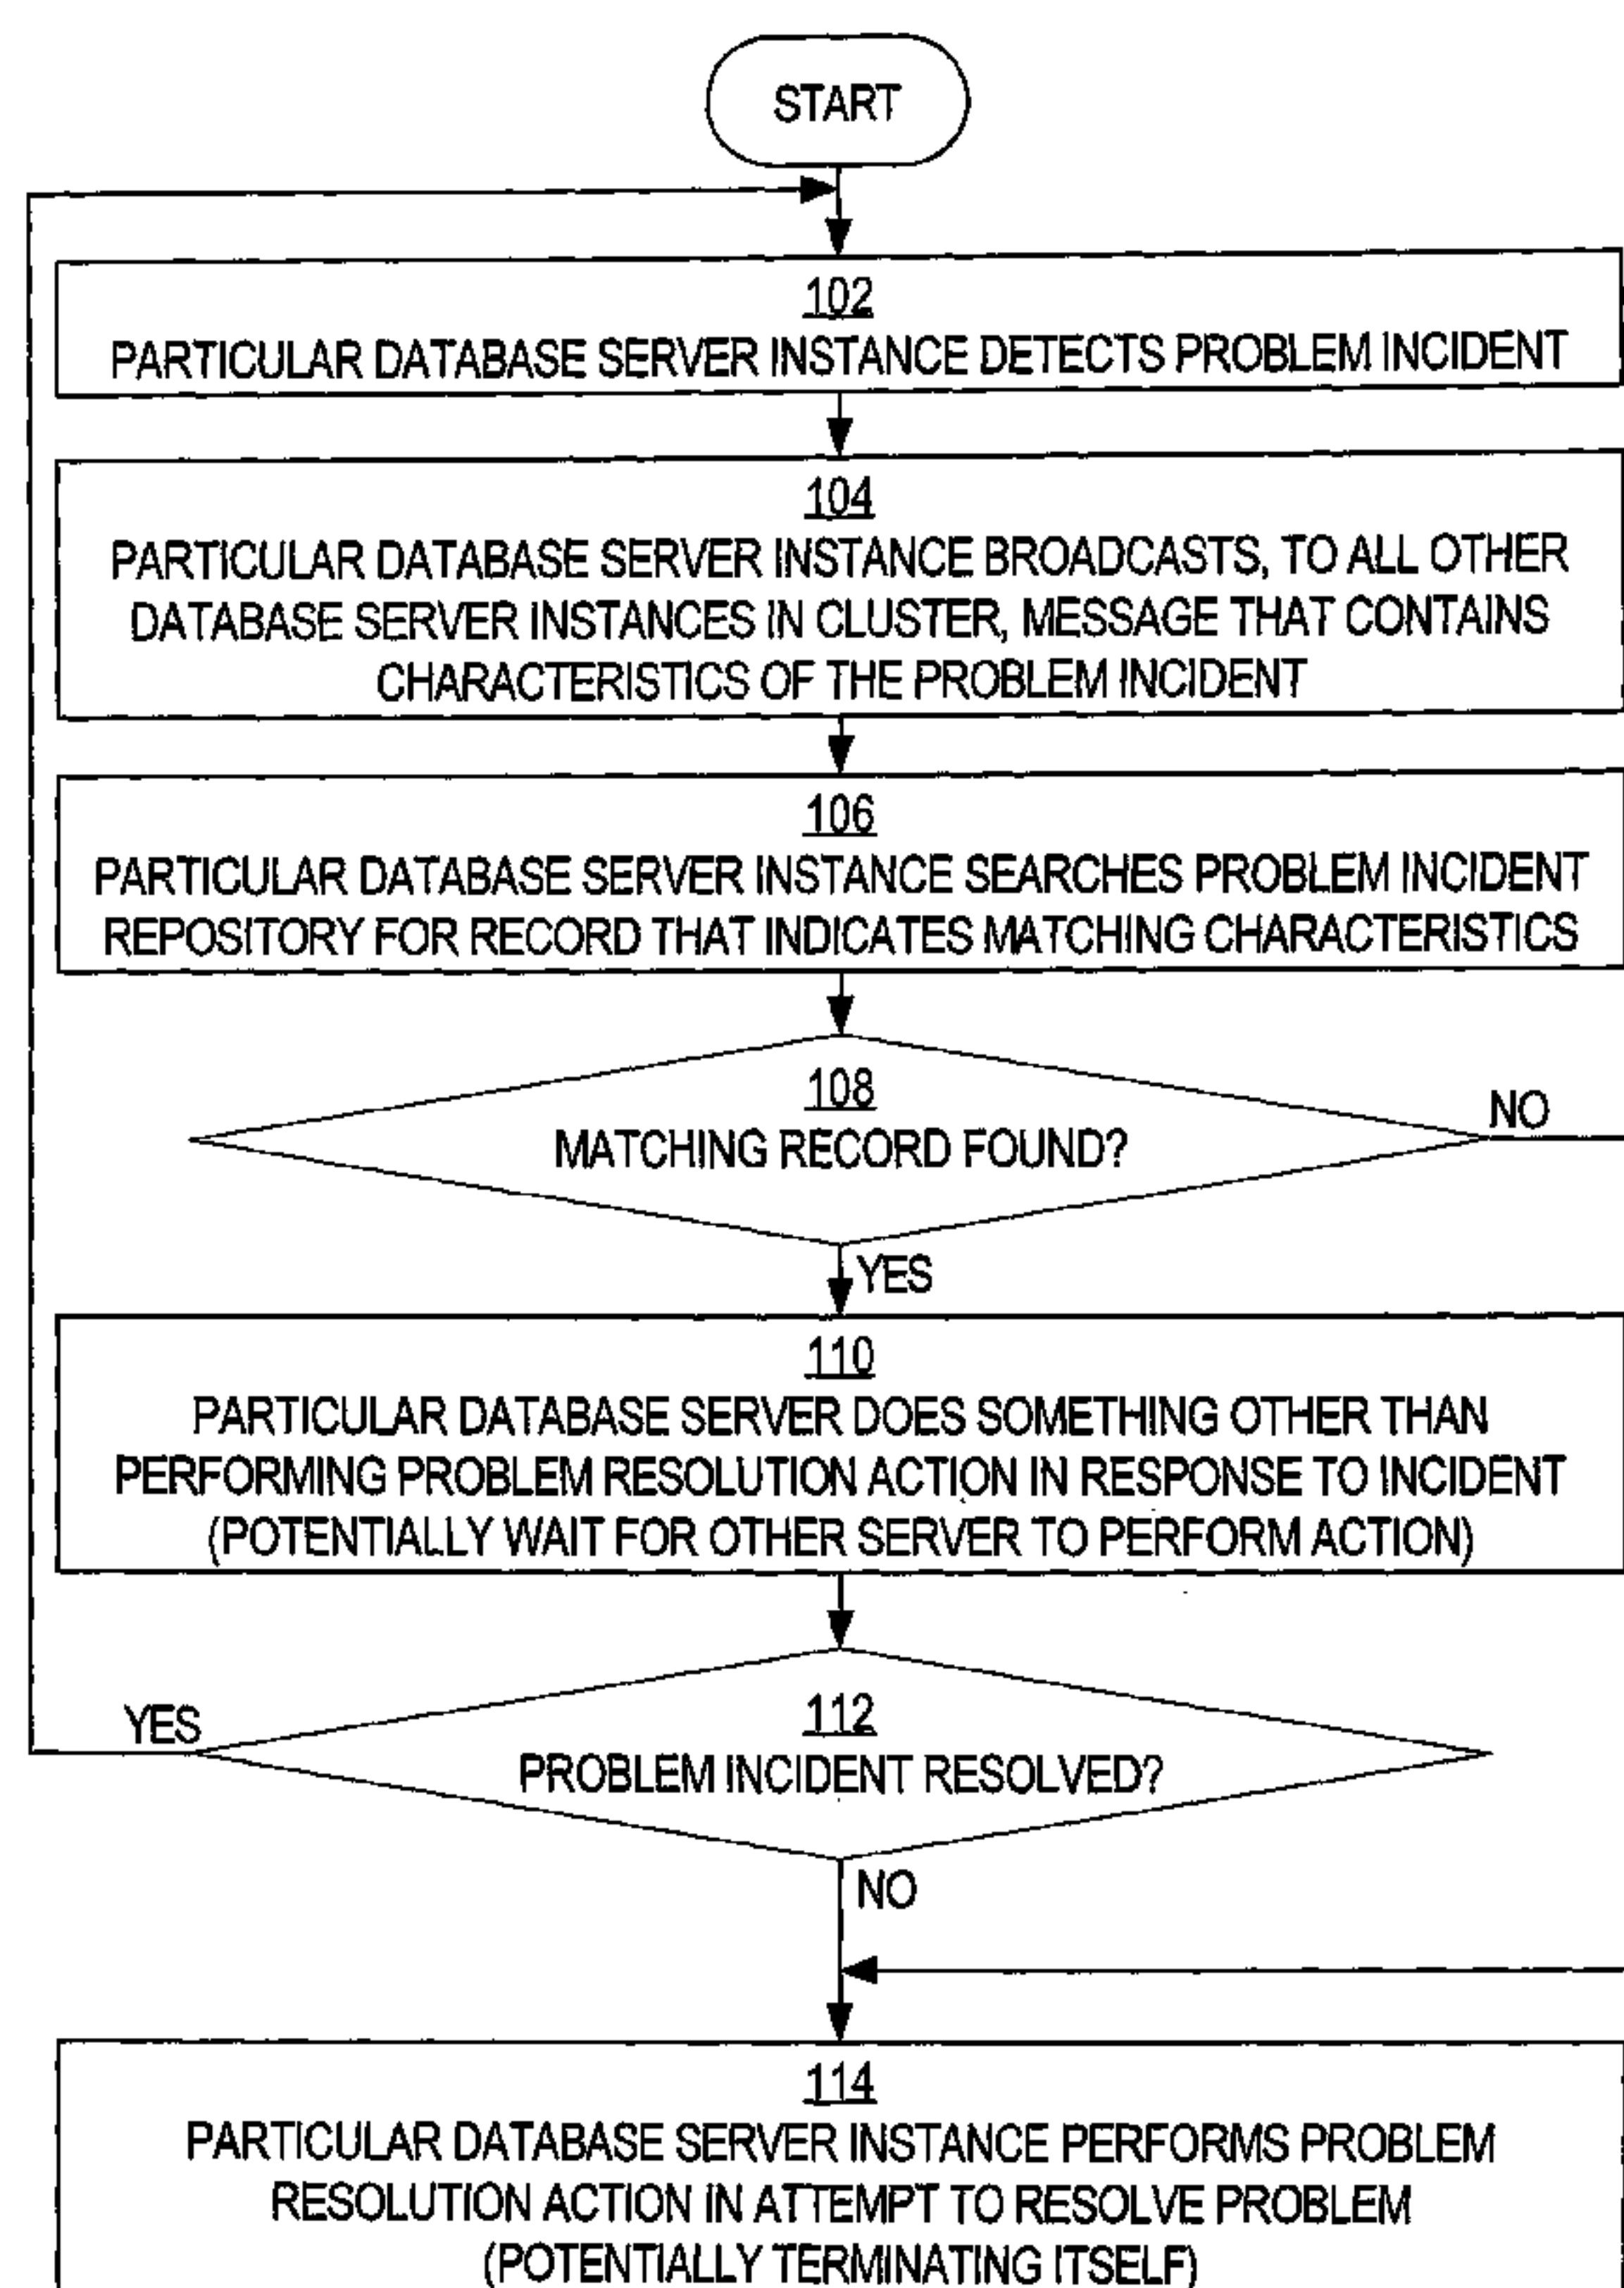 START
102
PARTICULAR DATABASE SERVER INSTANCE DETECTS PROBLEM INCIDENT
104
PARTICULAR DATABASE SERVER INSTANCE BROADCASTS, TO ALL OTHER
DATABASE SERVER INSTANCES IN CLUSTER, MESSAGE THAT CONTAINS
CHARACTERISTICS OF THE PROBLEM INCIDENT
106
PARTICULAR DATABASE SERVER INSTANCE SEARCHES PROBLEM INCIDENT
REPOSITORY FOR RECORD THAT INDICATES MATCHING CHARACTERISTICS
108
MATCHING RECORD FOUND?
NO
YES
110
PARTICULAR DATABASE SERVER DOES SOMETHING OTHER THAN
PERFORMING PROBLEM RESOLUTION ACTION IN RESPONSE TO INCIDENT
(POTENTIALLY WAIT FOR OTHER SERVER TO PERFORM ACTION)
112
PROBLEM INCIDENT RESOLVED?
YES
NO
114
PARTICULAR DATABASE SERVER INSTANCE PERFORMS PROBLEM
RESOLUTION ACTION IN ATTEMPT TO RESOLVE PROBLEM
(POTENTIALLY TERMINATING ITSELF)